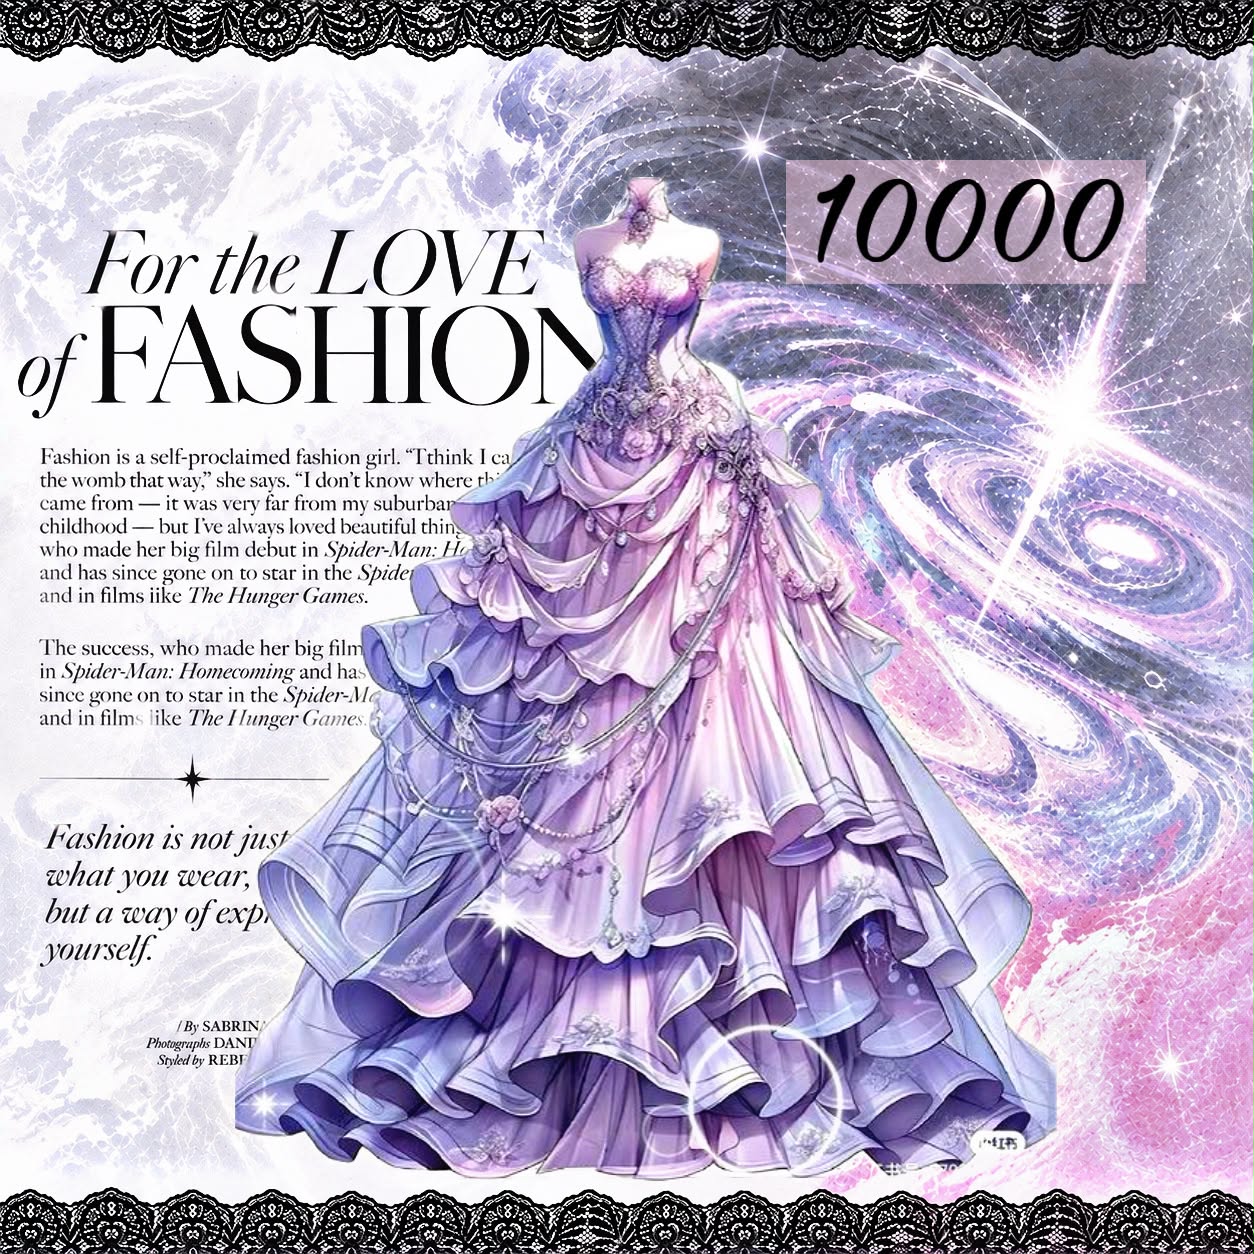 10000
For the LOVE
of FASHION
Fashion is a self-proclaimed fashion girl. “Tthink I ca
the womb that way,” she says. “I don’t know where thi
came from — it was very far from my suburban
childhood — but I’ve always loved beautiful thing
who made her big film debut in Spider-Man: Ho
and has since gone on to star in the Spider
and in films iike The Hunger Games.
The success, who made her big film
in Spider-Man: Homecoming and has
since gone on to star in the Spider-Ma
and in films like The Hunger Games.
Fashion is not just
what you wear,
but a way of expr
yourself.
/ By SABRINA
Photographs DANI
Styled by REBE